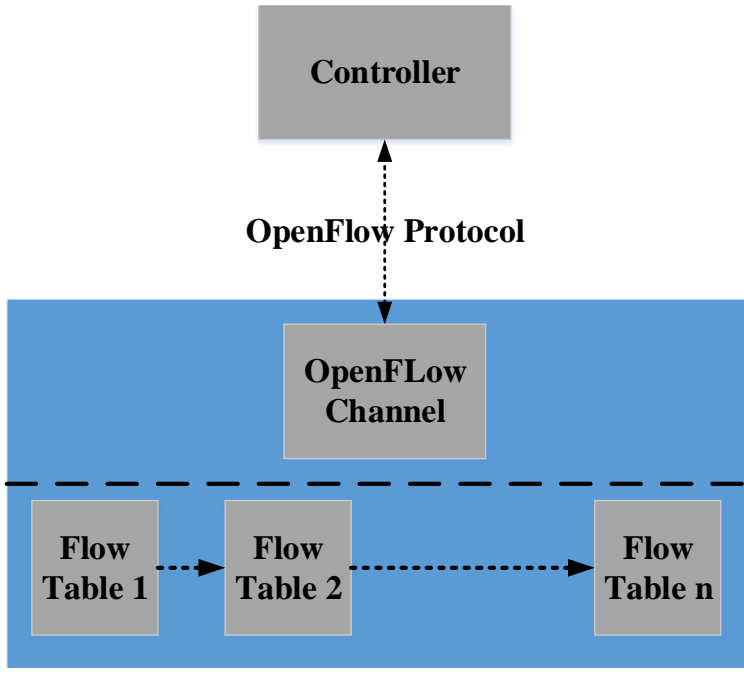 Controller
OpenFlow Protocol
OpenFLow
Channel
Flow
Table 1
Flow
Table 2
Flow
Table n